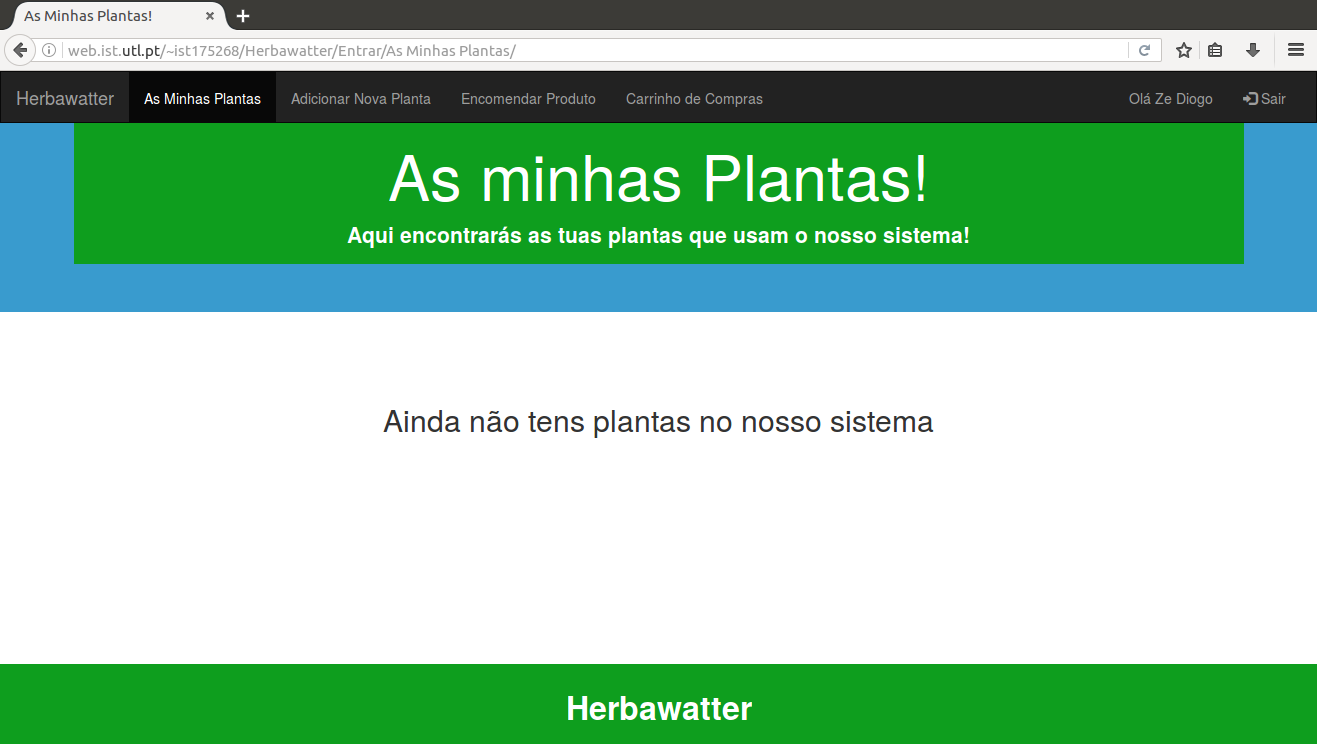 As Minhas Plantas!
web.ist.utl.pt/~ist175268/Herbawatter/Entrar/As Minhas Plantas/
Herbawatter As Minhas Plantas Adicionar Nova Planta Encomendar Produto Carrinho de Compras Olá Ze Diogo Sair
As minhas Plantas!
Aqui encontrarás as tuas plantas que usam o nosso sistema!
Ainda não tens plantas no nosso sistema
Herbawatter